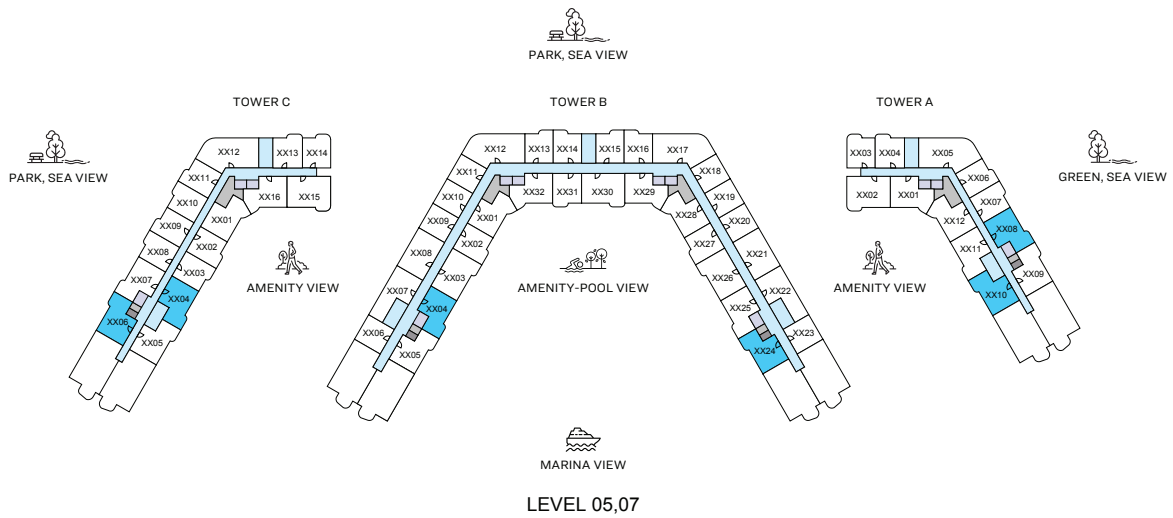 PARK, SEA VIEW
TOWER C
TOWER B
TOWER A
PARK, SEA VIEW
GREEN, SEA VIEW
XX12
XX13
XX14
XX11
XX10
XX09
XX08
XX07
XX06
XX05
XX04
XX03
XX02
XX01
XX16
XX15
AMENITY VIEW
XX12
XX13
XX14
XX15
XX16
XX17
XX11
XX10
XX09
XX08
XX07
XX06
XX05
XX04
XX03
XX02
XX01
XX32
XX31
XX30
XX29
XX28
XX27
XX26
XX25
XX24
XX23
XX22
XX21
XX20
XX19
XX18
AMENITY-POOL VIEW
XX03
XX04
XX05
XX02
XX01
XX06
XX07
XX08
XX09
XX10
XX11
XX12
AMENITY VIEW
MARINA VIEW
LEVEL 05,07